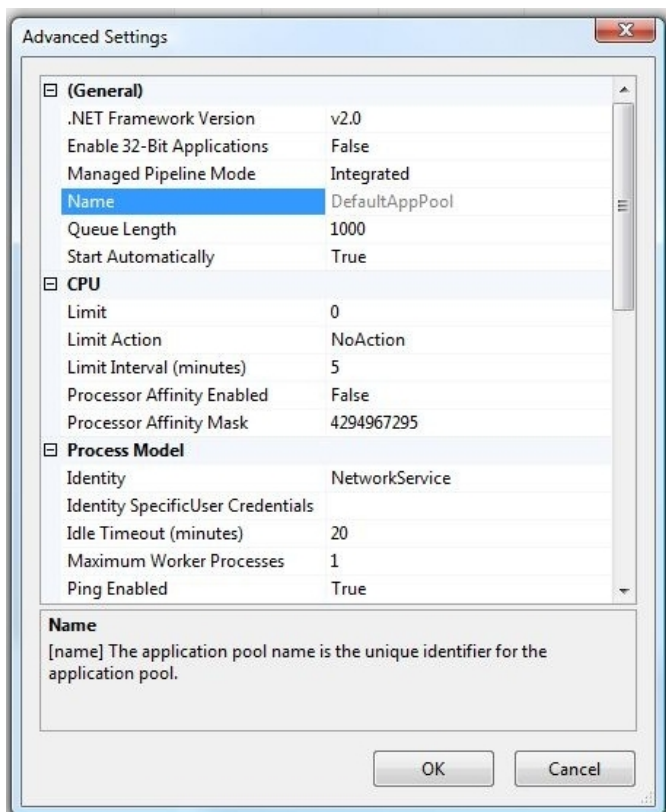 Advanced Settings
(General)
.NET Framework Version v2.0
Enable 32-Bit Applications False
Managed Pipeline Mode Integrated
Name DefaultAppPool
Queue Length 1000
Start Automatically True
CPU
Limit 0
Limit Action NoAction
Limit Interval (minutes) 5
Processor Affinity Enabled False
Processor Affinity Mask 4294967295
Process Model
Identity NetworkService
Identity SpecificUser Credentials
Idle Timeout (minutes) 20
Maximum Worker Processes 1
Ping Enabled True
Name
[name] The application pool name is the unique identifier for the
application pool.
OK Cancel